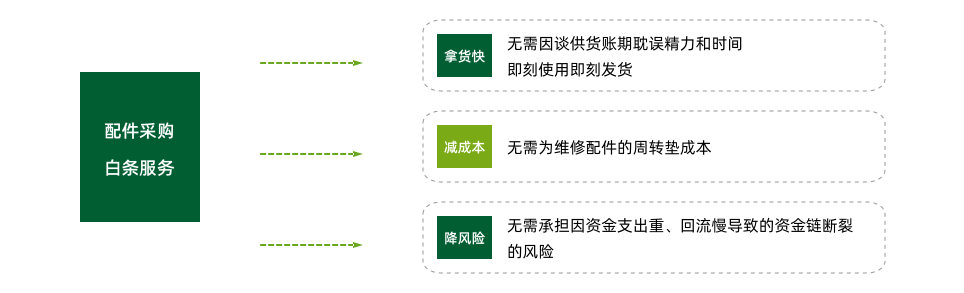 配件采购
白条服务
拿货快
无需因谈供货账期耽误精力和时间
即刻使用即刻发货
减成本
无需为维修配件的周转垫成本
降风险
无需承担因资金支出重、回流慢导致的资金链断裂
的风险